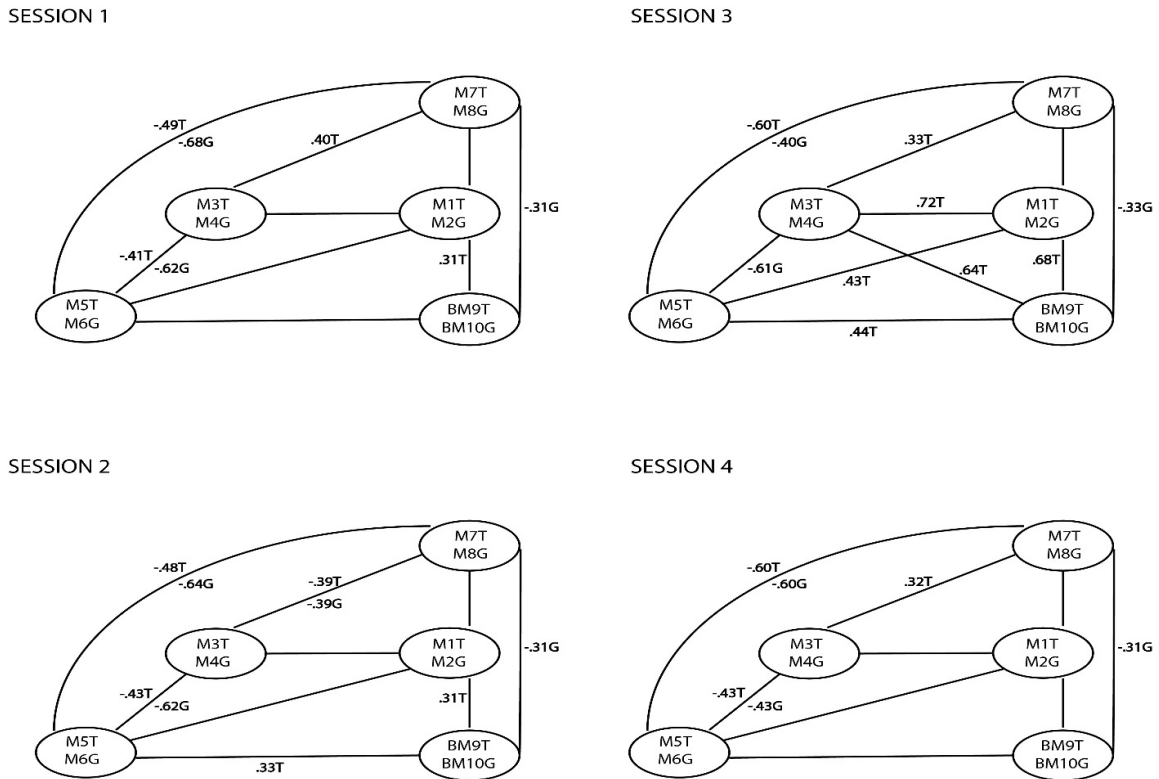 SESSION 1
M7T
M8G
-.49T
-.68G
.40T
M3T
M4G
M1T
M2G
-.31G
-.41T
-.62G
.31T
M5T
M6G
BM9T
BM10G
SESSION 3
M7T
M8G
-.60T
-.40G
.33T
M3T
M4G
.72T
M1T
M2G
-.33G
-.61G
.43T
.64T
.68T
M5T
M6G
BM9T
BM10G
.44T
SESSION 2
M7T
M8G
-.48T
-.64G
-.39T
-.39G
M3T
M4G
M1T
M2G
-.31G
-.43T
-.62G
.31T
M5T
M6G
BM9T
BM10G
.33T
SESSION 4
M7T
M8G
-.60T
-.60G
.32T
M3T
M4G
M1T
M2G
-.31G
-.43T
-.43G
M5T
M6G
BM9T
BM10G